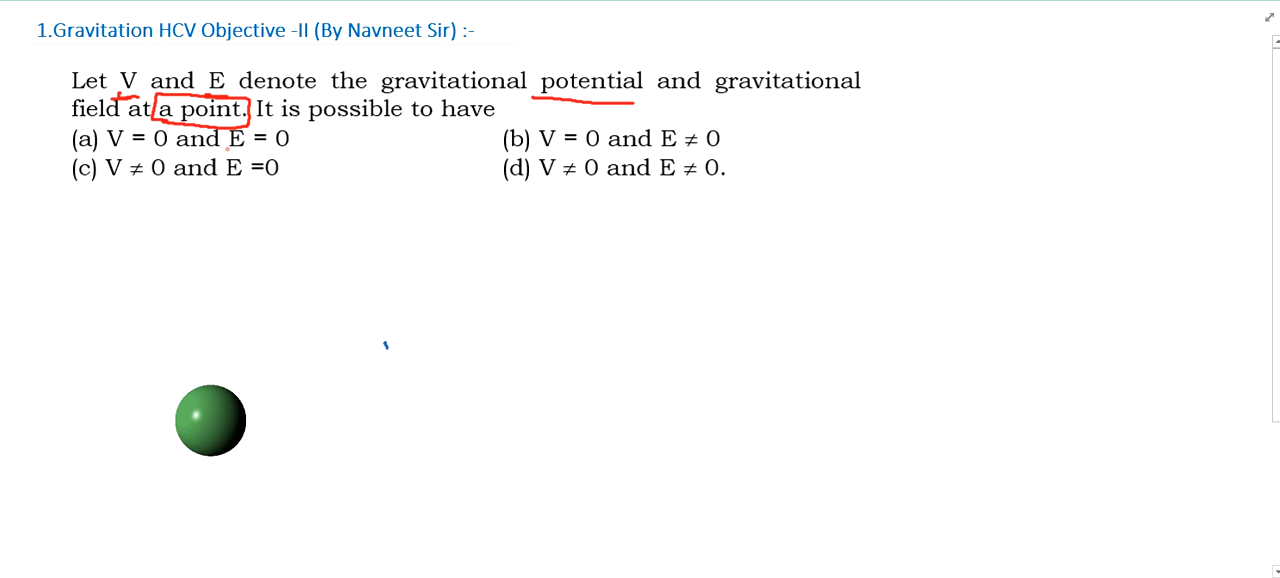 1.Gravitation HCV Objective -II (By Navneet Sir) :-
Let V and E denote the gravitational potential and gravitational
field at a point. It is possible to have
(a) V = 0 and E = 0 (b) V = 0 and E ≠ 0
(c) V ≠ 0 and E =0 (d) V ≠ 0 and E ≠ 0.